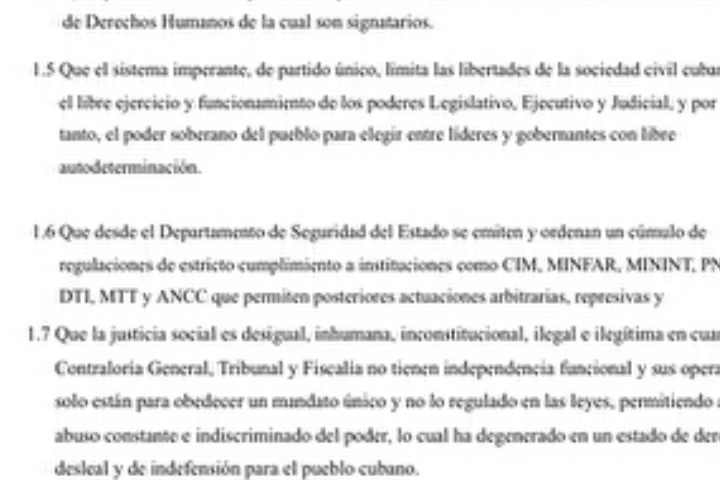 de Derechos Humanos de la cual son signatarios.
1.5 Que el sistema imperante, de partido único, limita las libertades de la sociedad civil
el libre ejercicio y funcionamiento de los poderes Legislativo, Ejecutivo y Judicial, y por
tanto, el poder soberano del pueblo para elegir entre líderes y gobernantes con libre
autodeterminación.
1.6 Que desde el Departamento de Seguridad del Estado se emiten y ordenan un cúmulo de
regulaciones de estricto cumplimiento a instituciones como CIM, MINFAR, MININT,
DTI, MTT y ANCC que permiten posteriores actuaciones arbitrarias, represivas y
1.7 Que la justicia social es desigual, inhumana, inconstitucional, ilegal e ilegítima en
Contraloría General, Tribunal y Fiscalía no tienen independencia funcional y sus
solo están para obedecer un mandato único y no lo regulado en las leyes, permitiendo
abuso constante e indiscriminado del poder, lo cual ha degenerado en un estado de
desleal y de indefensión para el pueblo cubano.